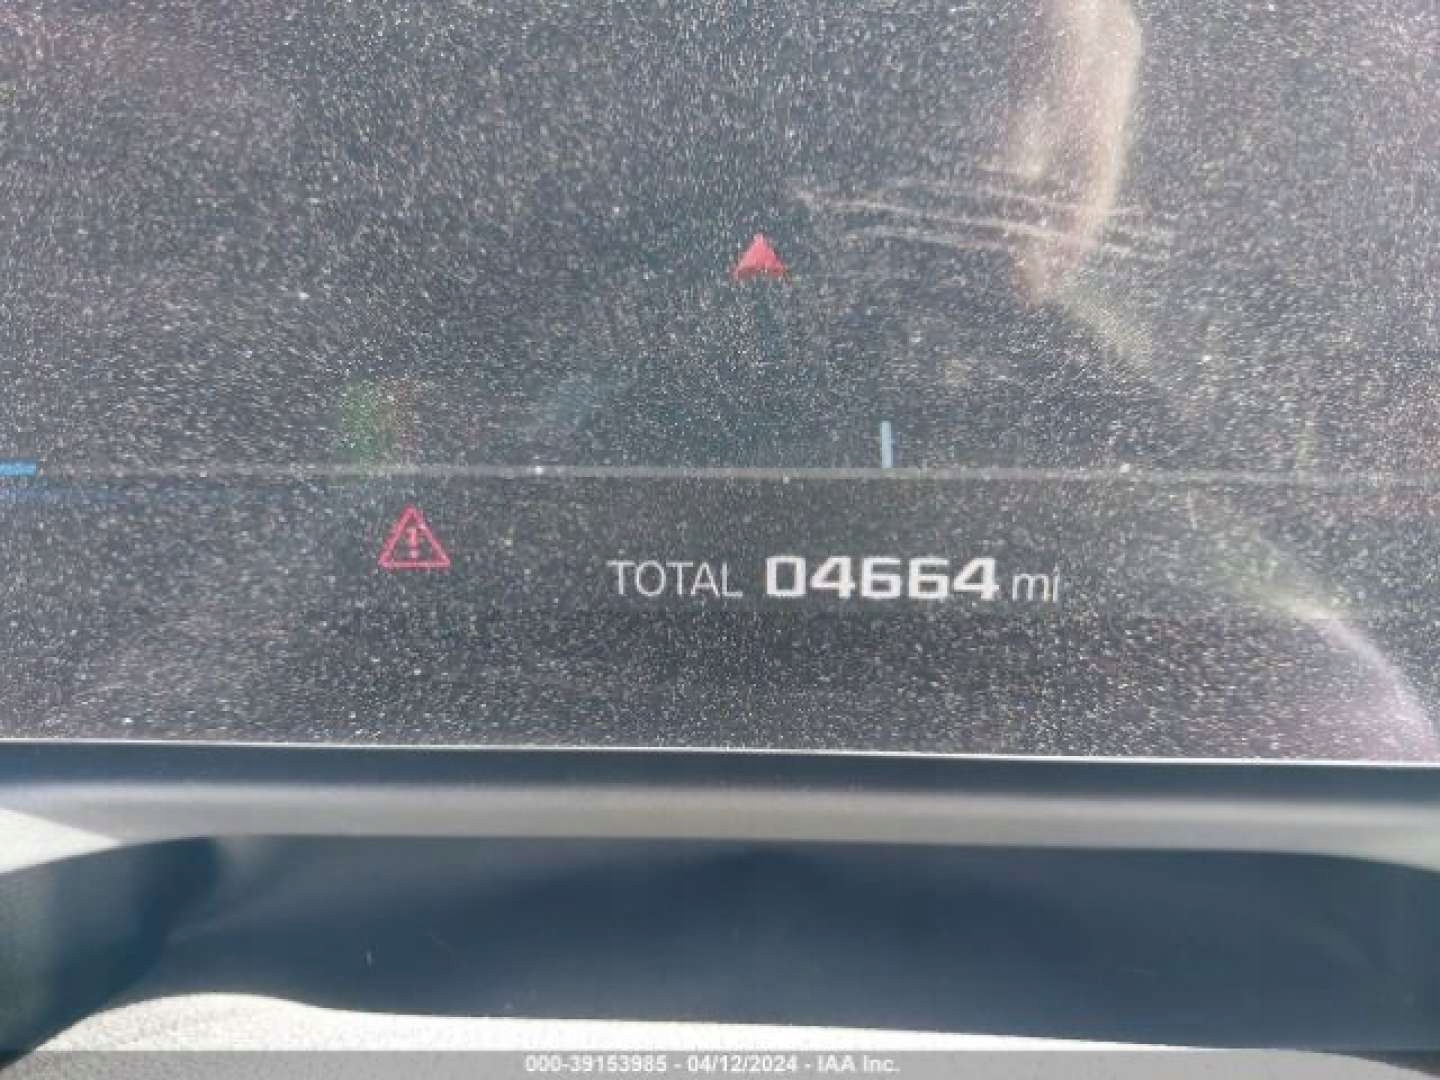 TOTAL 04664 mi
000-39153985 - 04/12/2024 - IAA Inc.